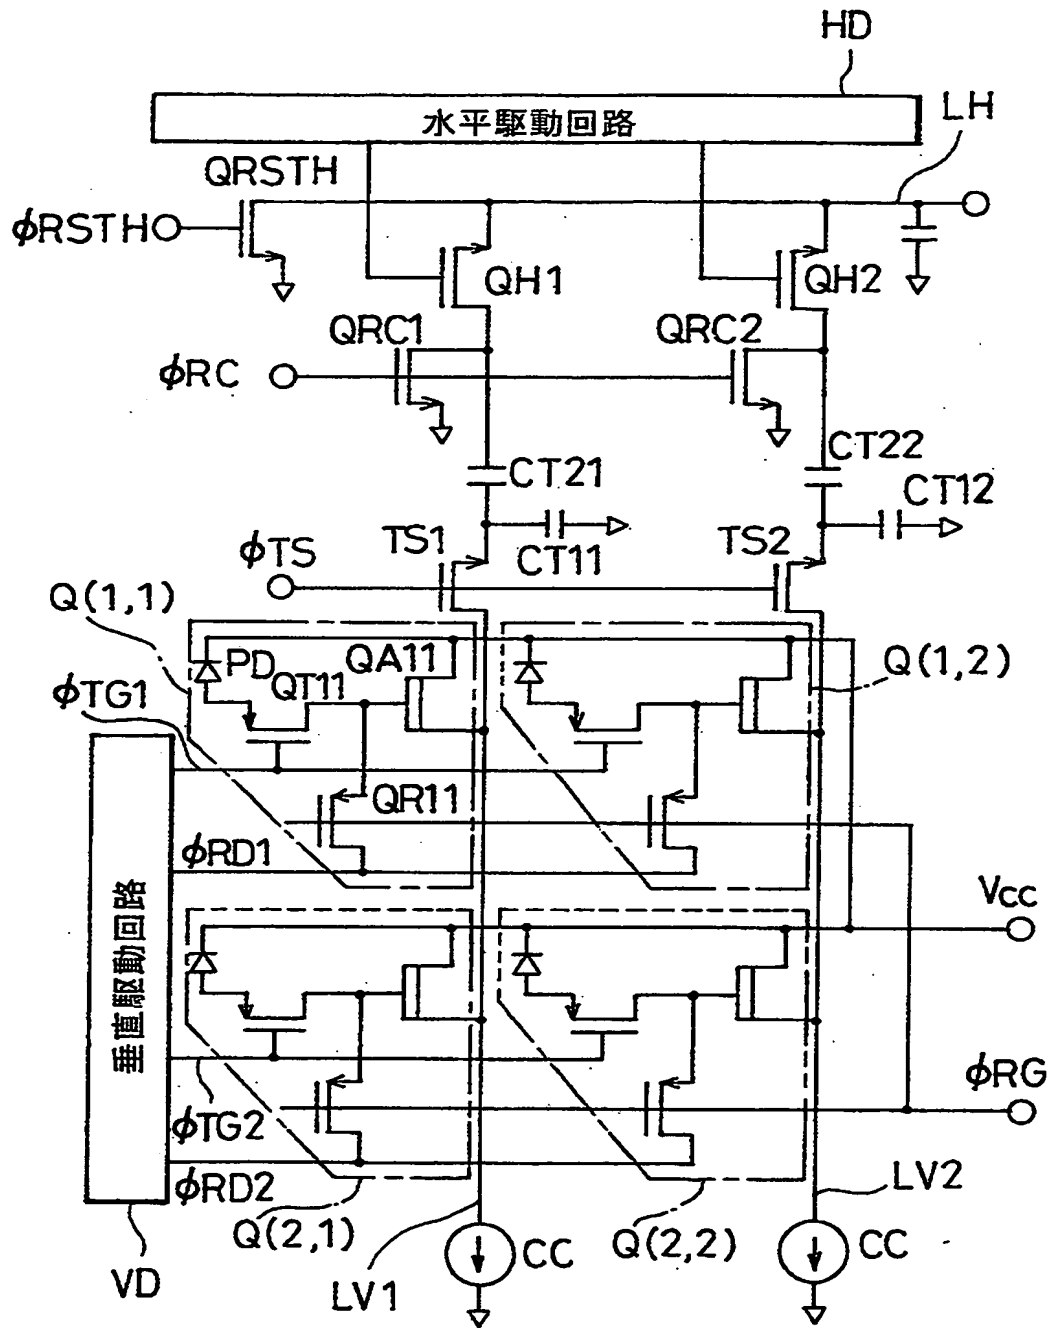 HD
水平駆動回路
LH
QRSTH
ϕRSTH
QH1
QH2
QRC1
QRC2
ϕRC
CT21
CT22
CT12
ϕTS
TS1
CT11
TS2
Q(1,1)
PD
QA11
Q(1,2)
QT11
ϕTG1
QR11
ϕRD1
Vcc
垂直駆動回路
ϕRG
ϕTG2
ϕRD2
LV2
Q(2,1)
Q(2,2)
CC
CC
VD
LV1